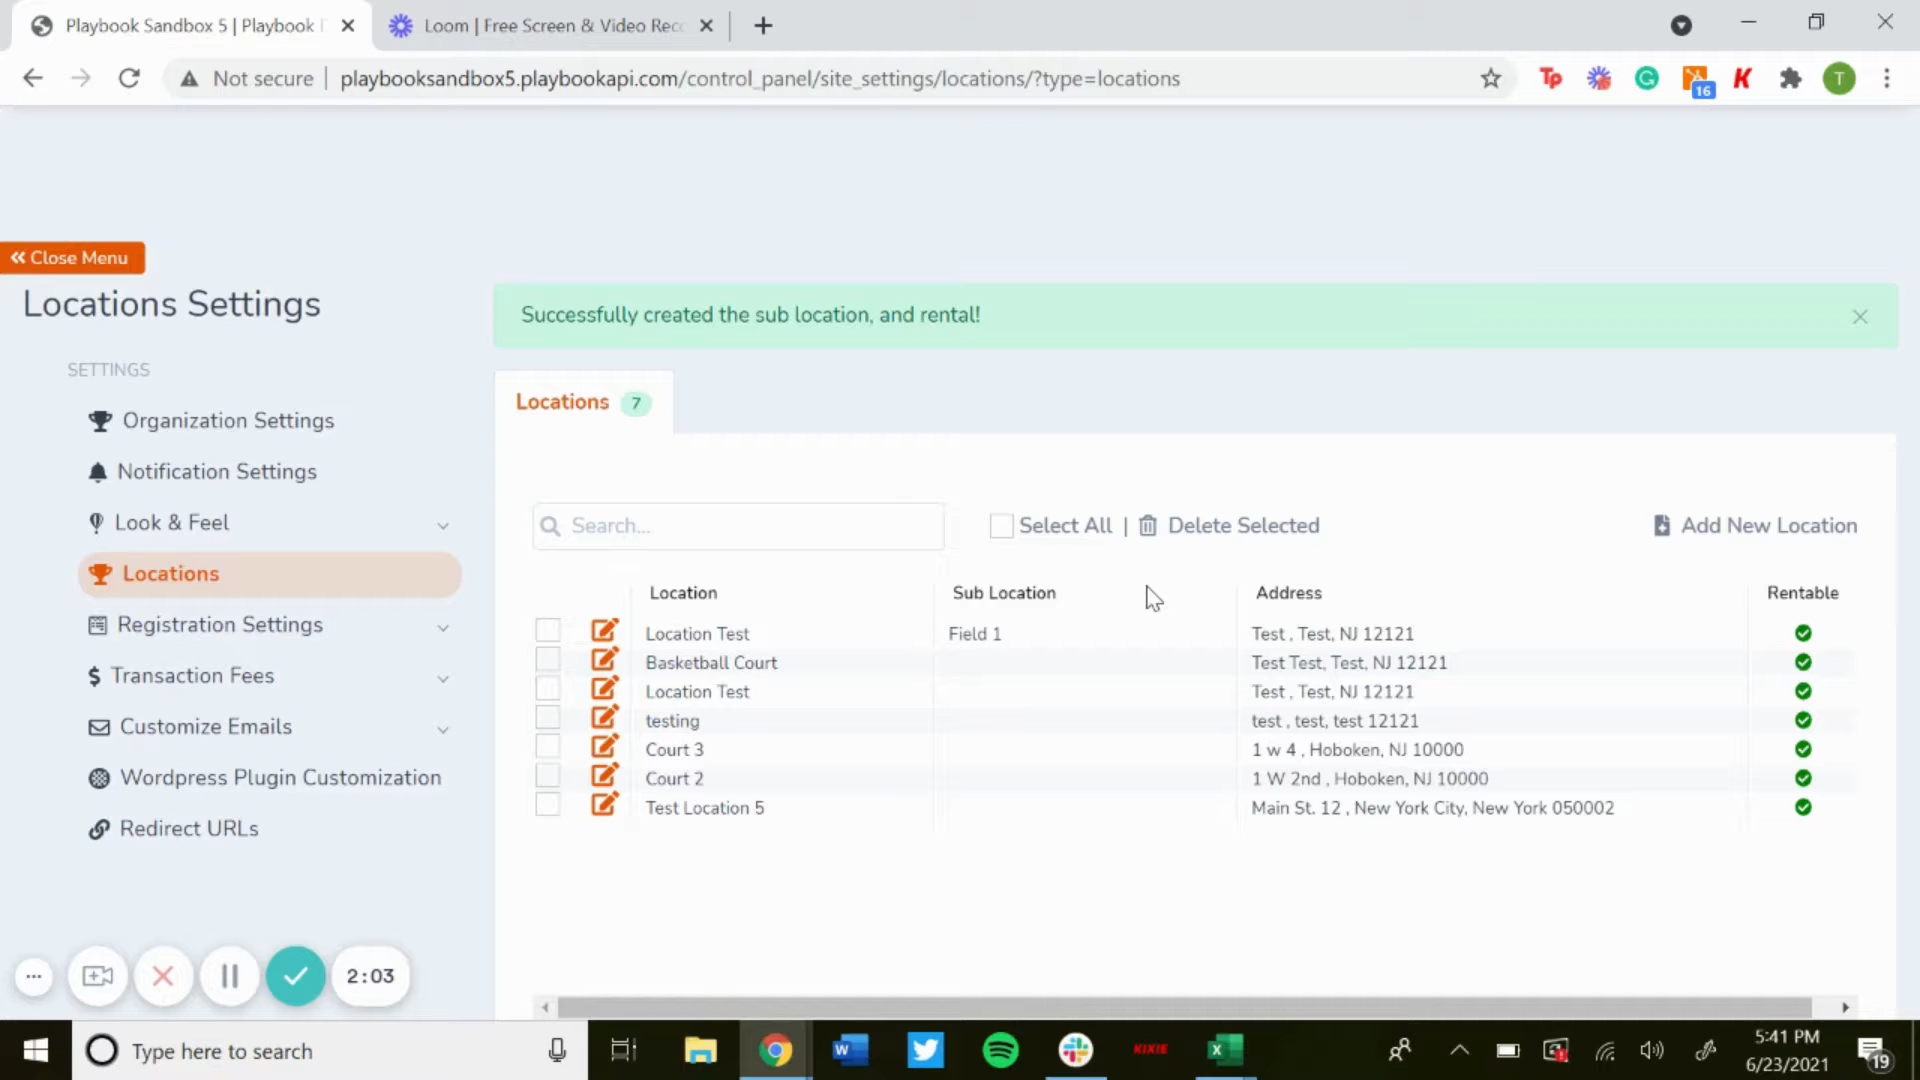 Playbook Sandbox 5 | Playbook
Loom | Free Screen & Video Rec
Not secure | playbooksandbox5.playbookapi.com/control_panel/site_settings/locations/?type=locations
Tp
16
K
T
Close Menu
Locations Settings
Successfully created the sub location, and rental!
SETTINGS
Organization Settings
Notification Settings
Look & Feel
Locations
Registration Settings
Transaction Fees
Customize Emails
Wordpress Plugin Customization
Redirect URLs
Locations 7
Search...
Select All | Delete Selected
Add New Location
Location Sub Location Address Rentable
Location Test Field 1 Test , Test, NJ 12121
Basketball Court Test Test, Test, NJ 12121
Location Test Test , Test, NJ 12121
testing test , test, test 12121
Court 3 1 w 4 , Hoboken, NJ 10000
Court 2 1 W 2nd , Hoboken, NJ 10000
Test Location 5 Main St. 12 , New York City, New York 050002
2:03
Type here to search
W
KIXIE
X
5:41 PM
6/23/2021
19